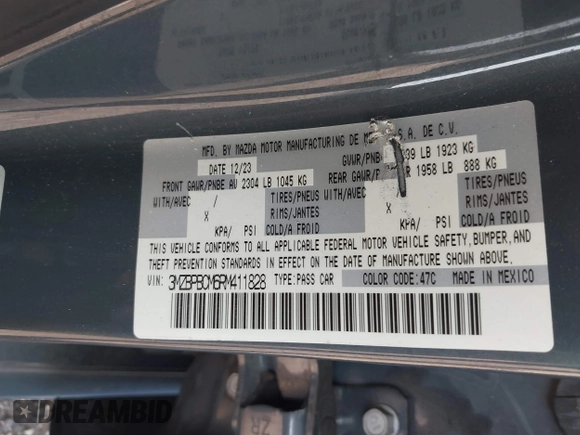 MFD. BY MAZDA MOTOR MANUFACTURING DE S.A. DE C.V.
DATE 12/23 GVWR/PNBE 39 LB 1923 KG
FRONT GAWR/PNBE AV 2304 LB 1045 KG REAR GAWR/ R 1958 LB 888 KG
WITH/AVEC / TIRES/PNEUS WITH/AVEC TIRES/PNEUS
X RIMS/JANTES X RIMS/JANTES
KPA/ PSI COLD/A FROID KPA/ PSI COLD/A FROID
THIS VEHICLE CONFORMS TO ALL APPLICABLE FEDERAL MOTOR VEHICLE SAFETY, BUMPER, AND
THEFT PREVENTION STANDARDS IN EFFECT ON THE DATE OF MANUFACTURE SHOWN ABOVE.
VIN: 3MZBPBCM6RM411828 TYPE:PASS CAR COLOR CODE:47C MADE IN MEXICO
ZR
DREAMBID